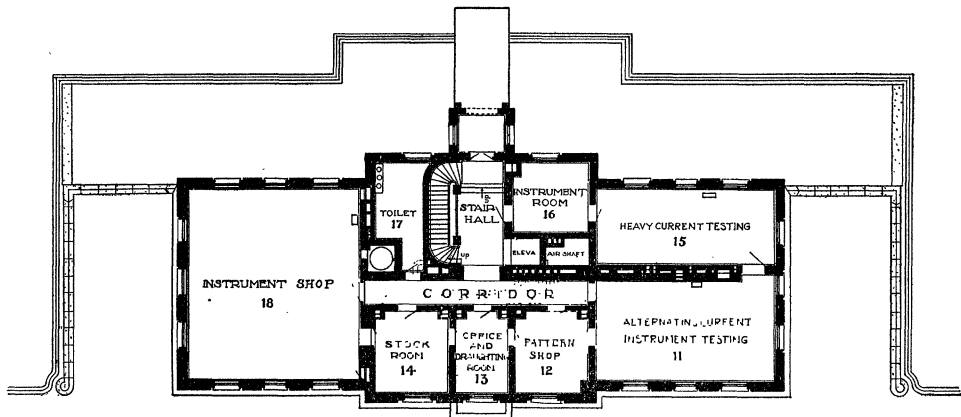 TOILET
17
STAIR
HALL
UP
UP
INSTRUMENT
ROOM
16
ELEVA
AIR SHAFT
HEAVY CURRENT TESTING
15
INSTRUMENT SHOP
18
CORRIDOR
STOCK
ROOM
14
OFFICE
AND
DRAUGHTING
ROOM
13
PATTERN
SHOP
12
ALTERNATING CURRENT
INSTRUMENT TESTING
11